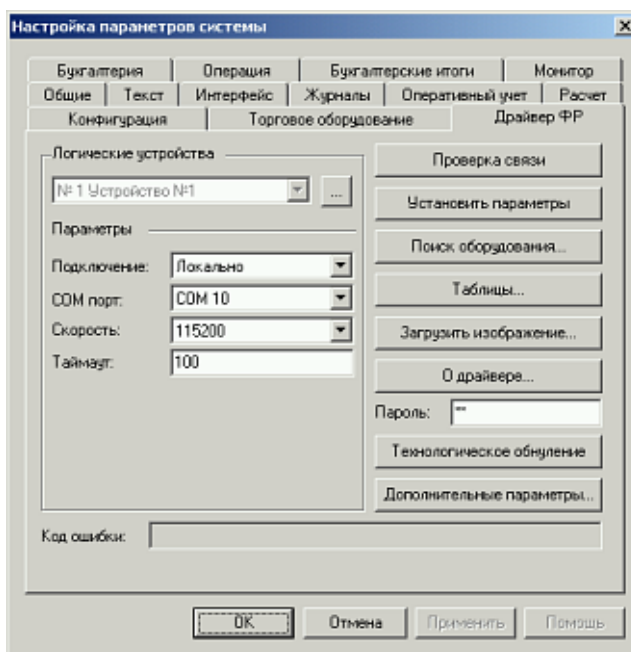 Настройка параметров системы
Бухгалтерия Операция Бухгалтерские итоги Монитор
Общие Текст Интерфейс Журналы Оперативный учет Расчет
Конфигурация Торговое оборудование Драйвер ФР
Логические устройства Проверка связи
№ 1 Устройство №1 ... Установить параметры
Параметры Поиск оборудования...
Подключение: Локально Таблицы...
COM порт: COM 10
Скорость: 115200 Загрузить изображение...
Таймаут: 100 О драйвере...
Пароль: **
Технологическое обнуление
Дополнительные параметры...
Код ошибки:
OK Отмена Применить Помощь